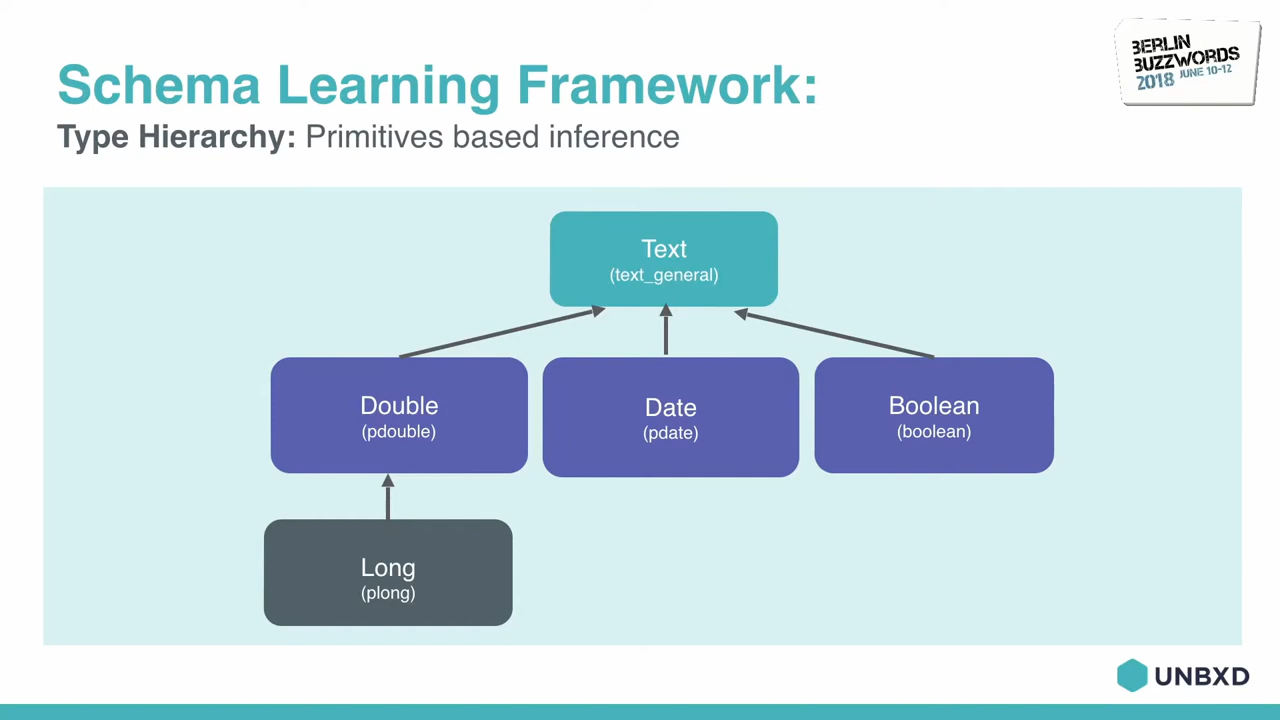 BERLIN
BUZZWORDS
2018 JUNE 10-12
Schema Learning Framework:
Type Hierarchy: Primitives based inference
Text
(text_general)
Double
(pdouble)
Date
(pdate)
Boolean
(boolean)
Long
(plong)
UNBXD